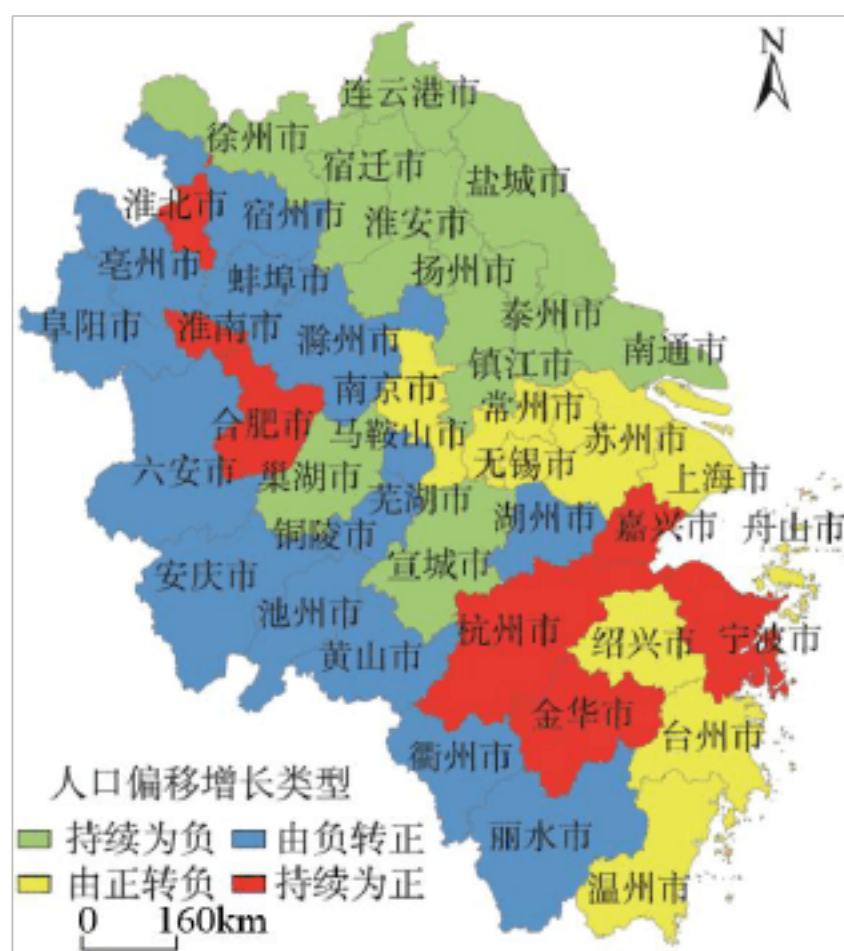 N
连云港市
徐州市
宿迁市
盐城市
淮北市
宿州市
淮安市
亳州市
蚌埠市
扬州市
阜阳市
淮南市
滁州市
泰州市
镇江市
南通市
南京市
常州市
合肥市
马鞍山市
苏州市
六安市
巢湖市
无锡市
上海市
芜湖市
湖州市
嘉兴市
舟山市
铜陵市
安庆市
宣城市
池州市
杭州市
绍兴市
宁波市
黄山市
金华市
台州市
衢州市
丽水市
温州市
人口偏移增长类型
持续为负 由负转正
由正转负 持续为正
0 160km